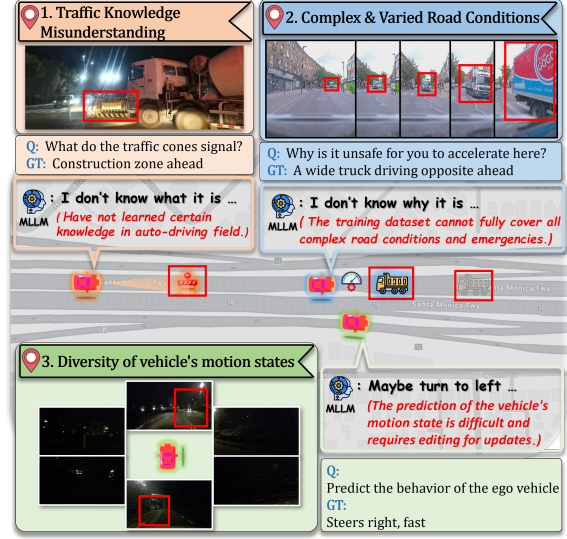 1. Traffic Knowledge
Misunderstanding
Q: What do the traffic cones signal?
GT: Construction zone ahead
2. Complex & Varied Road Conditions
GOGO
Q: Why is it unsafe for you to accelerate here?
GT: A wide truck driving opposite ahead
MLLM
: I don't know what it is ...
( Have not learned certain
knowledge in auto-driving field.)
MLLM
: I don't know why it is ...
( The training dataset cannot fully cover all
complex road conditions and emergencies.)
Santa Monica Fwy
Santa Monica Fwy
3. Diversity of vehicle's motion states
MLLM
: Maybe turn to left ...
(The prediction of the vehicle's
motion state is difficult and
requires editing for updates.)
Q:
Predict the behavior of the ego vehicle
GT:
Steers right, fast